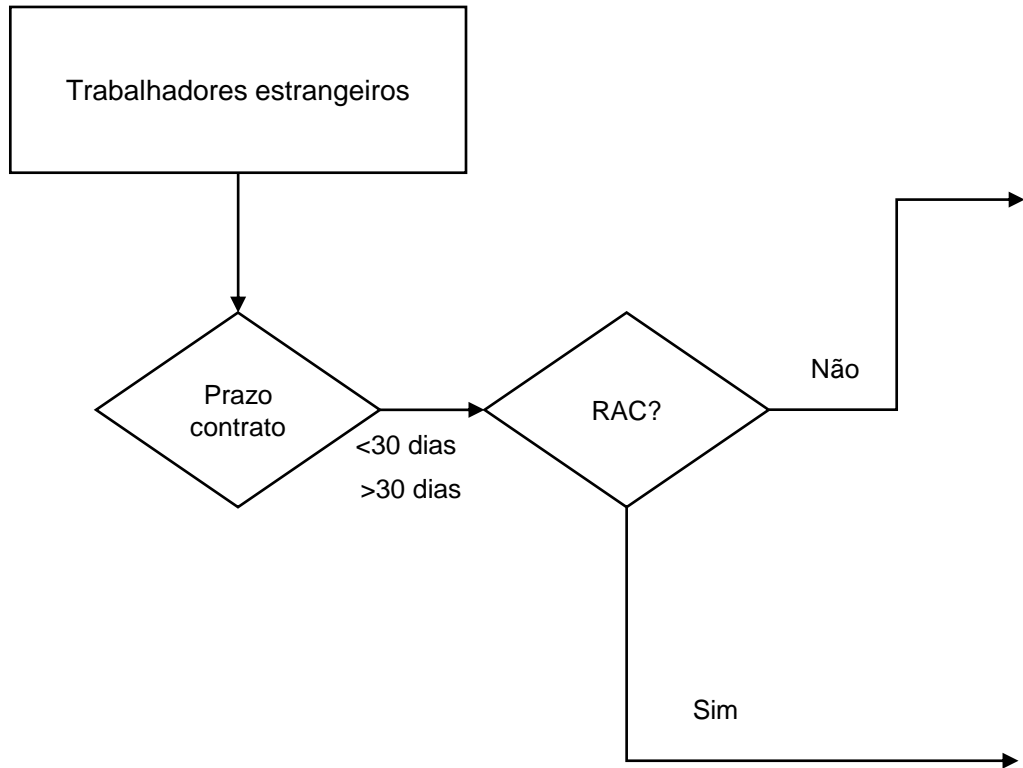 Trabalhadores estrangeiros
Prazo
contrato
<30 dias
>30 dias
RAC?
Não
Sim